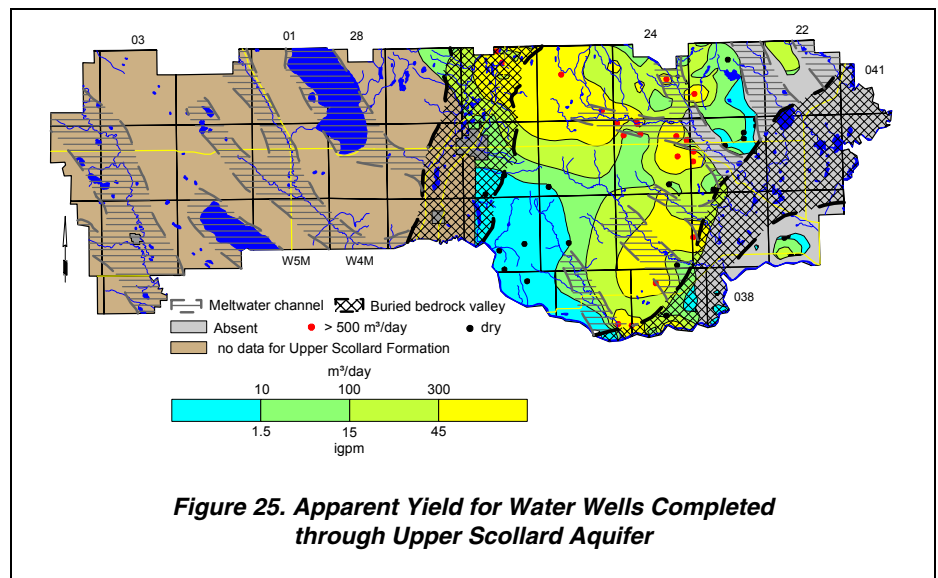 03 01 28 24 22
041
W5M W4M
038
Meltwater channel Buried bedrock valley
Absent > 500 m³/day dry
no data for Upper Scollard Formation
m³/day
10 100 300
1.5 15 45
igpm
Figure 25. Apparent Yield for Water Wells Completed
through Upper Scollard Aquifer